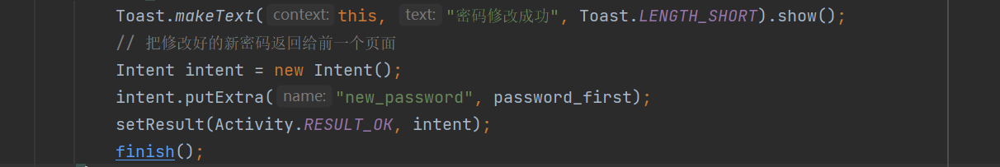 Toast.makeText( context: this, text: "密码修改成功", Toast.LENGTH_SHORT).show();
// 把修改好的新密码返回给前一个页面
Intent intent = new Intent();
intent.putExtra( name: "new_password", password_first);
setResult(Activity.RESULT_OK, intent);
finish();